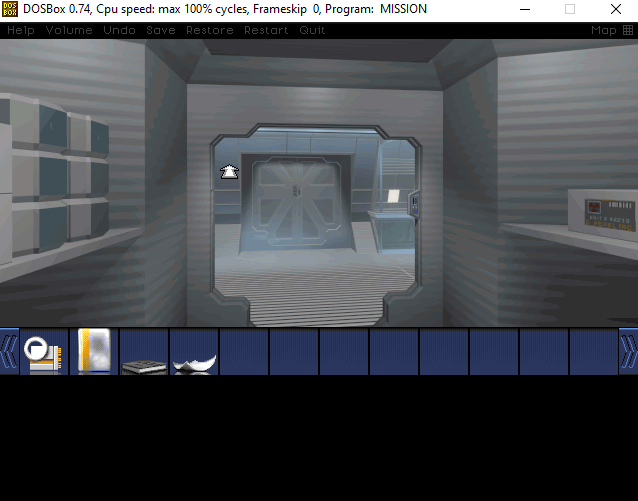 DOSBox 0.74, Cpu speed: max 100% cycles, Frameskip 0, Program: MISSION
Help Volume Undo Save Restore Restart Quit Map